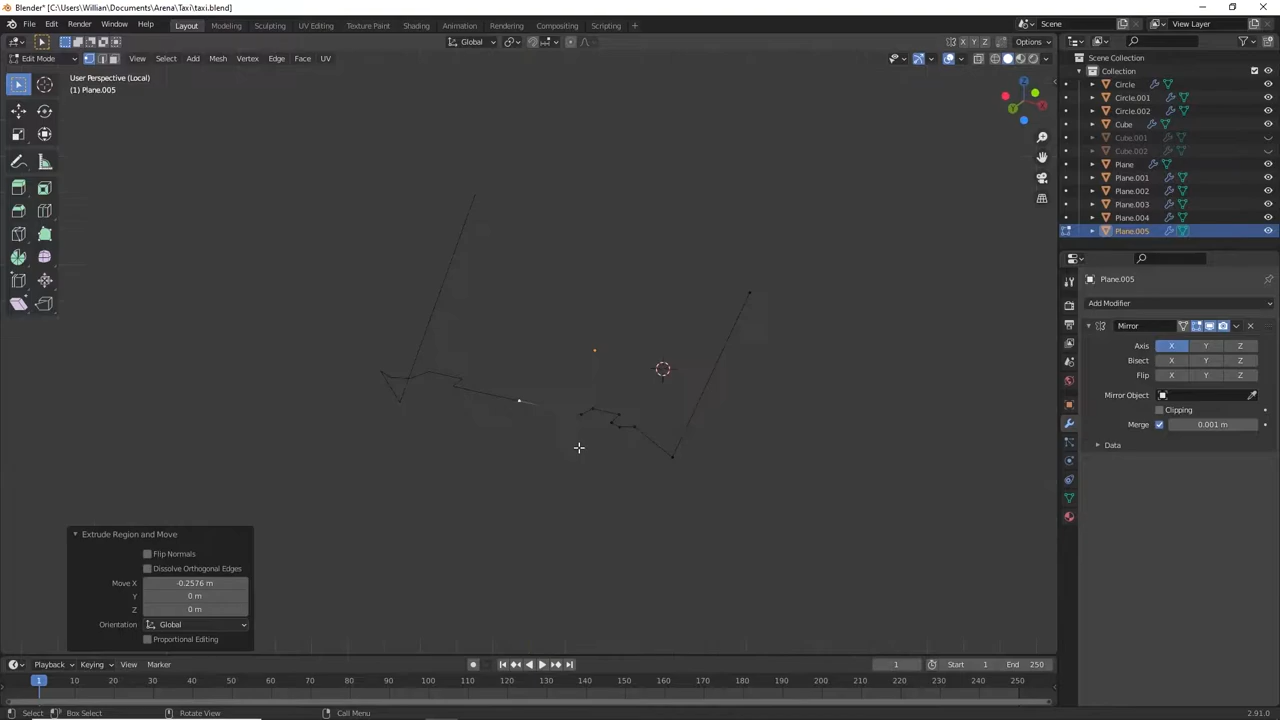 Blender* [C:\Users\Willian\Documents\Arena\Taxi\taxi.blend]
File Edit Render Window Help Layout Modeling Sculpting UV Editing Texture Paint Shading Animation Rendering Compositing Scripting + Scene View Layer
Global X Y Z Options
Edit Mode View Select Add Mesh Vertex Edge Face UV
User Perspective (Local)
(1) Plane.005
Scene Collection
Collection
Circle
Circle.001
Circle.002
Cube
Cube.001
Cube.002
Plane
Plane.001
Plane.002
Plane.003
Plane.004
Plane.005
Plane.005
Add Modifier
Mirror
Axis X Y Z
Bisect X Y Z
Flip X Y Z
Mirror Object
Clipping
Merge 0.001 m
Data
Extrude Region and Move
Flip Normals
Dissolve Orthogonal Edges
Move X -0.2576 m
Y 0 m
Z 0 m
Orientation Global
Proportional Editing
Playback Keying View Marker 1 Start 1 End 250
1 10 20 30 40 50 60 70 80 90 100 110 120 130 140 150 160 170 180 190 200 210 220 230 240 250
Select Box Select Rotate View Call Menu 2.91.0